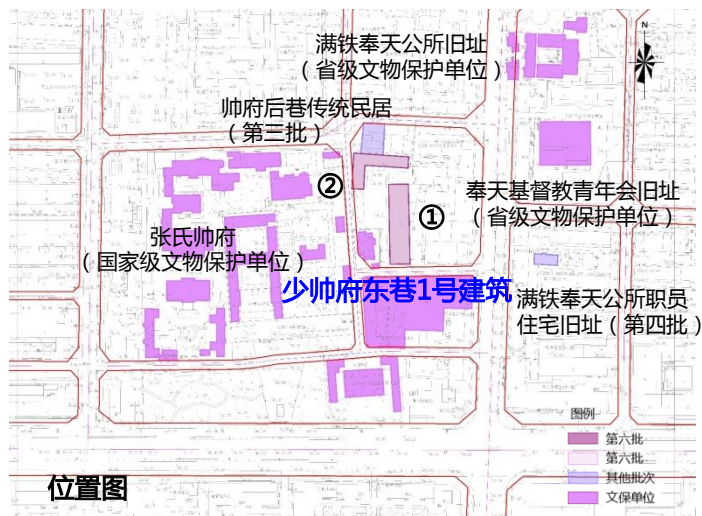 满铁奉天公所旧址
（省级文物保护单位）
N
帅府后巷传统民居
（第三批）
②
奉天基督教青年会旧址
（省级文物保护单位）
①
张氏帅府
（国家级文物保护单位）
少帅府东巷1号建筑
满铁奉天公所职员
住宅旧址（第四批）
图例
第六批
第六批
其他批次
文保单位
位置图